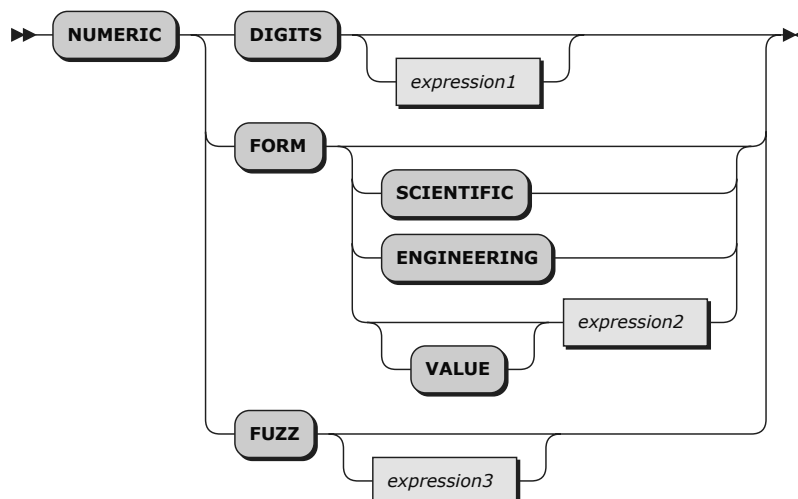 NUMERIC
DIGITS
expression1
FORM
SCIENTIFIC
ENGINEERING
expression2
VALUE
FUZZ
expression3